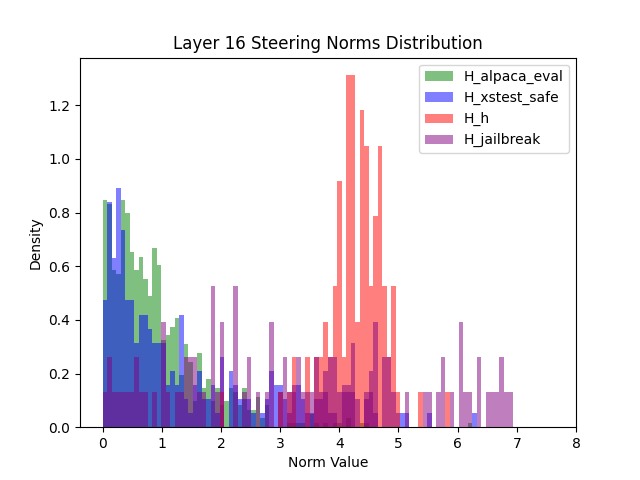 Layer 16 Steering Norms Distribution
H_alpaca_eval
H_xstest_safe
H_h
H_jailbreak
1.2
1.0
0.8
0.6
0.4
0.2
0.0
Density
0 1 2 3 4 5 6 7 8
Norm Value